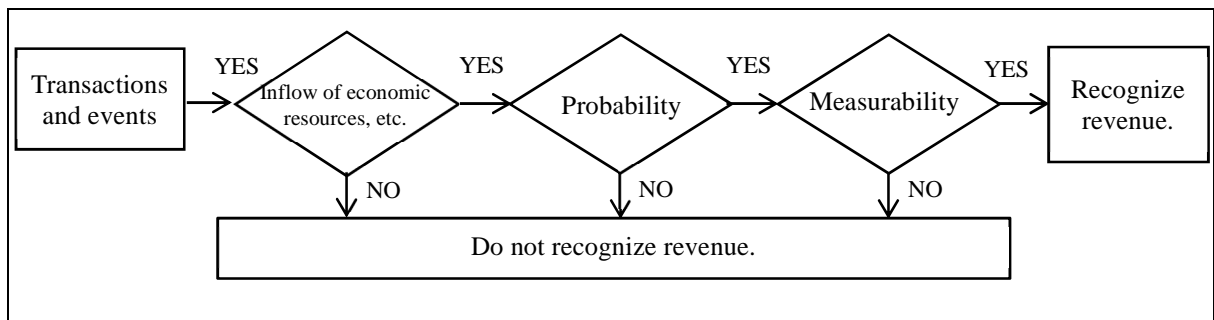 Transactions
and events
YES
Inflow of economic
resources, etc.
YES
Probability
YES
Measurability
YES
Recognize
revenue.
NO
NO
NO
Do not recognize revenue.